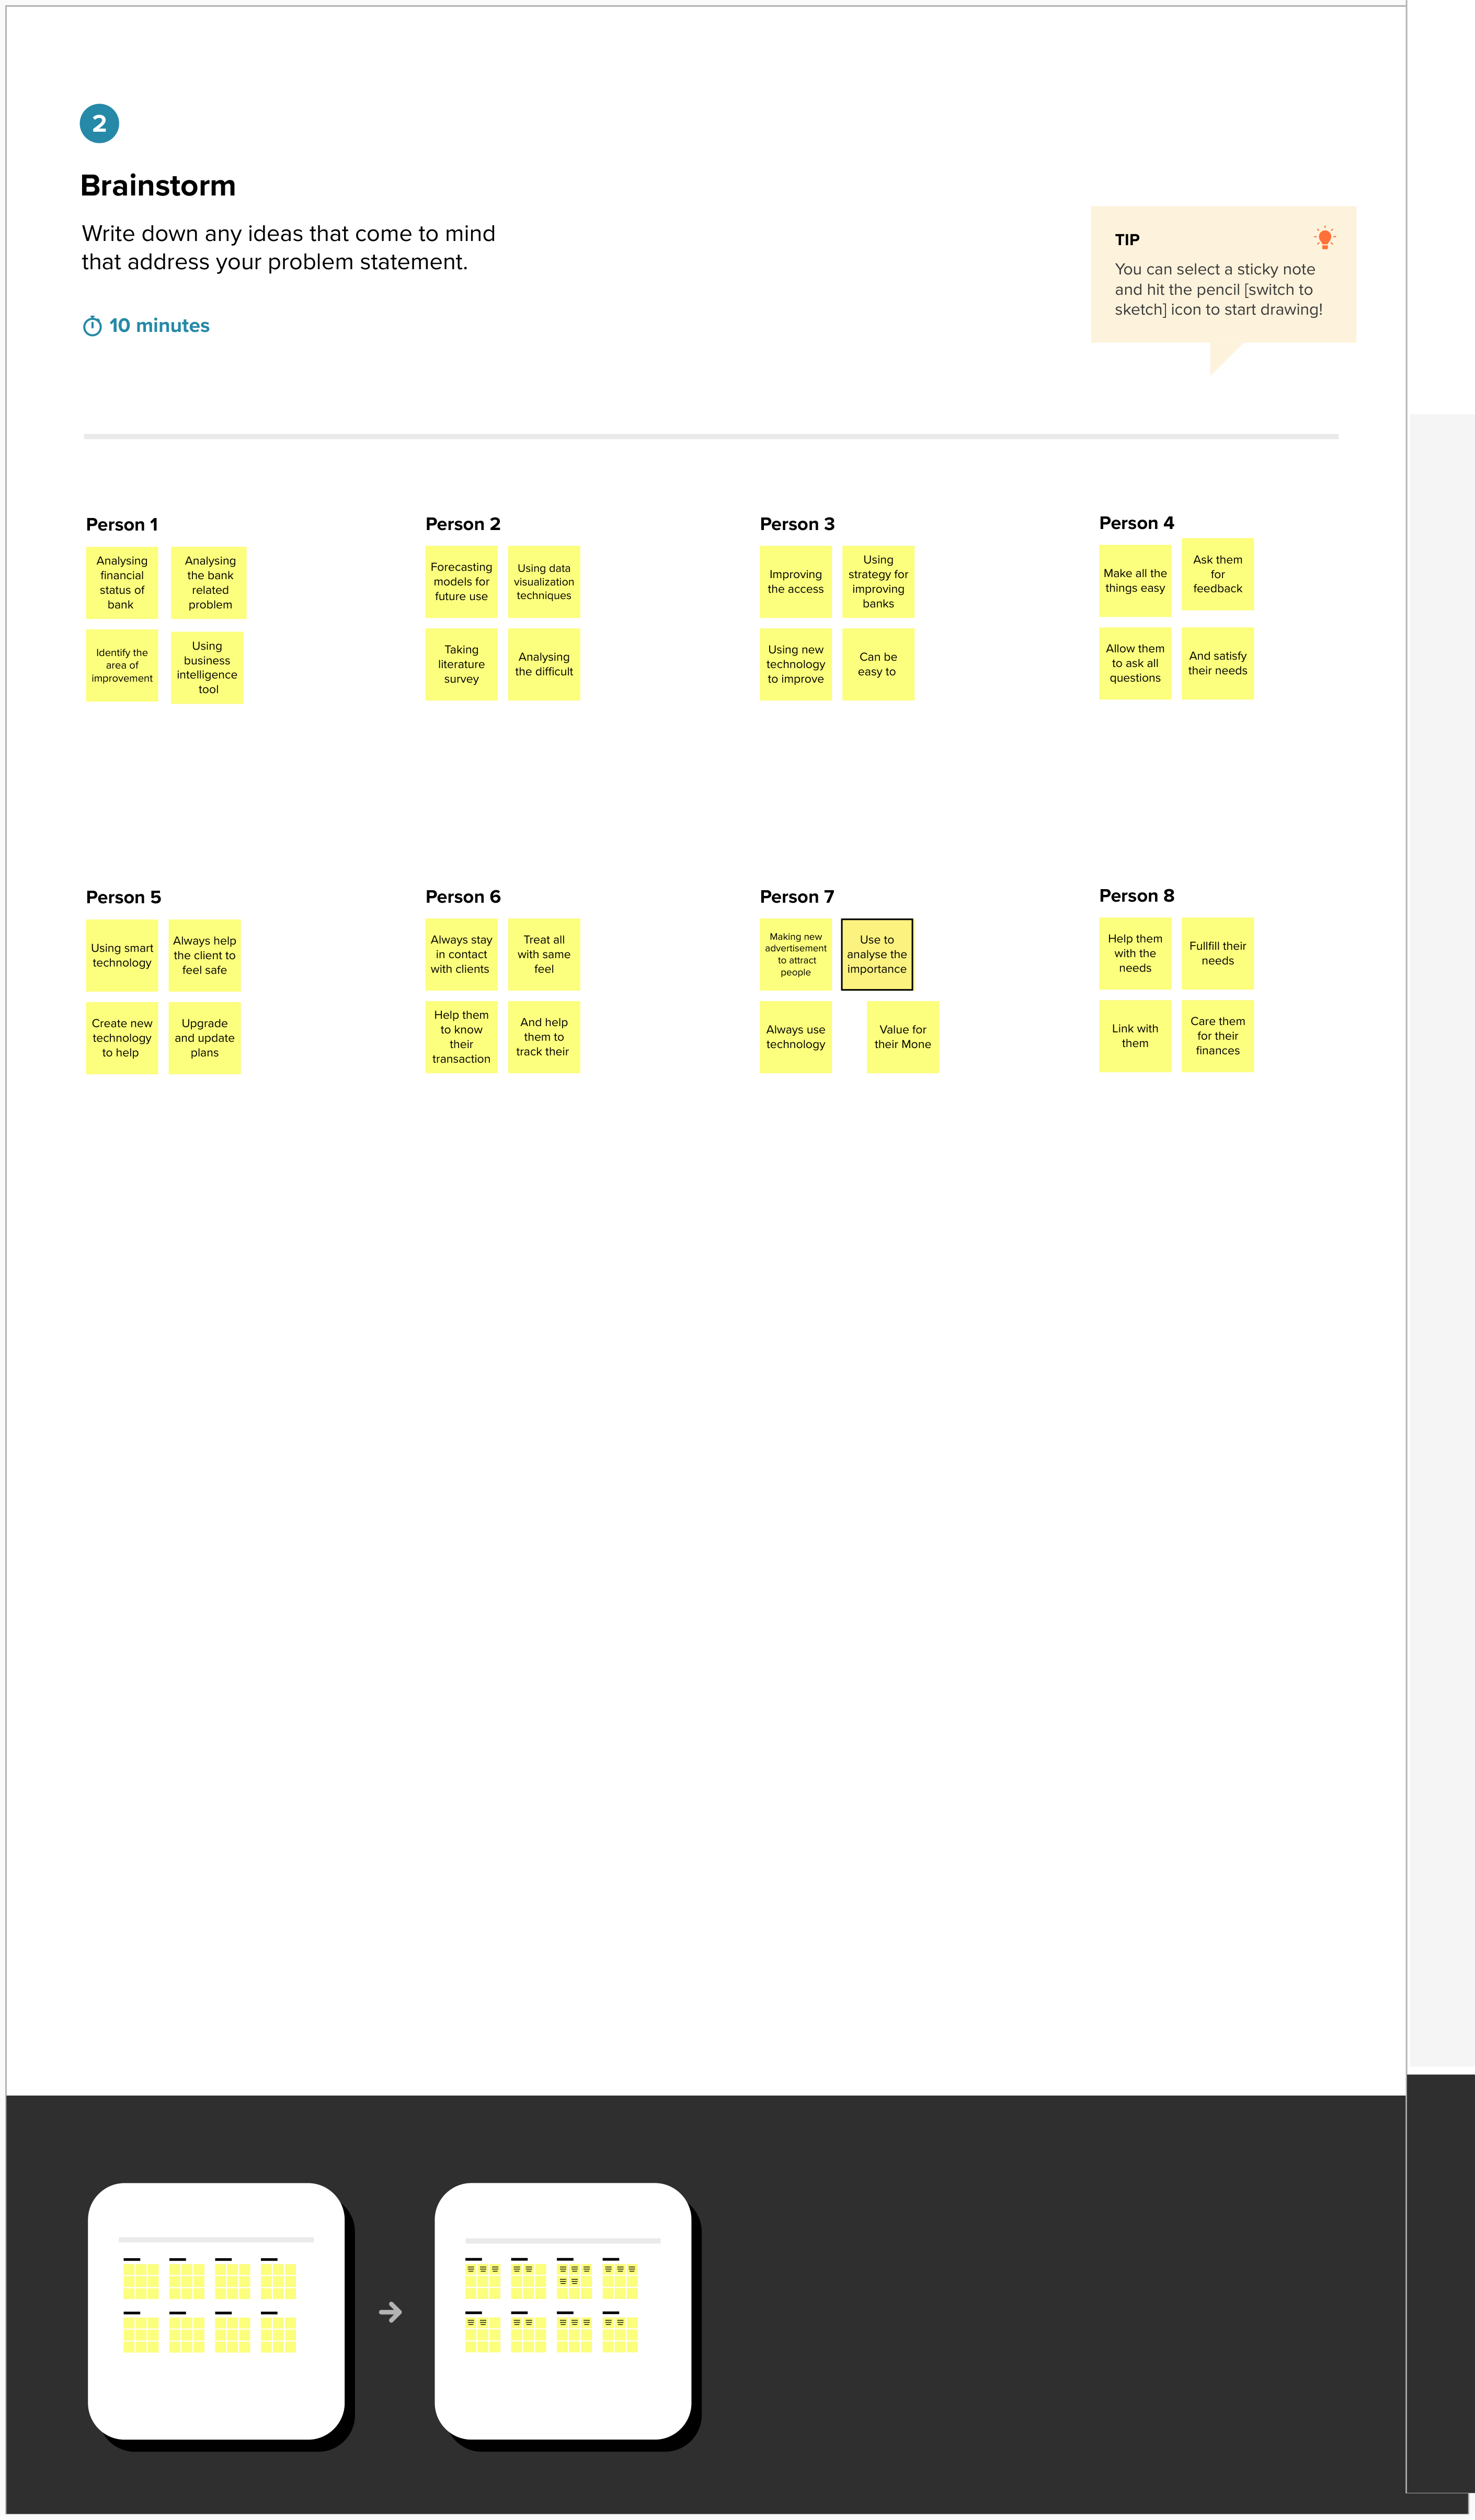 2
Brainstorm
Write down any ideas that come to mind
that address your problem statement.
10 minutes
TIP
You can select a sticky note
and hit the pencil [switch to
sketch] icon to start drawing!
Person 1
Analysing
financial
status of
bank
Analysing
the bank
related
problem
Identify the
area of
improvement
Using
business
intelligence
tool
Person 2
Forecasting
models for
future use
Using data
visualization
techniques
Taking
literature
survey
Analysing
the difficult
Person 3
Improving
the access
Using
strategy for
improving
banks
Using new
technology
to improve
Can be
easy to
Person 4
Make all the
things easy
Ask them
for
feedback
Allow them
to ask all
questions
And satisfy
their needs
Person 5
Using smart
technology
Always help
the client to
feel safe
Create new
technology
to help
Upgrade
and update
plans
Person 6
Always stay
in contact
with clients
Treat all
with same
feel
Help them
to know
their
transaction
And help
them to
track their
Person 7
Making new
advertisement
to attract
people
Use to
analyse the
importance
Always use
technology
Value for
their Mone
Person 8
Help them
with the
needs
Fullfill their
needs
Link with
them
Care them
for their
finances